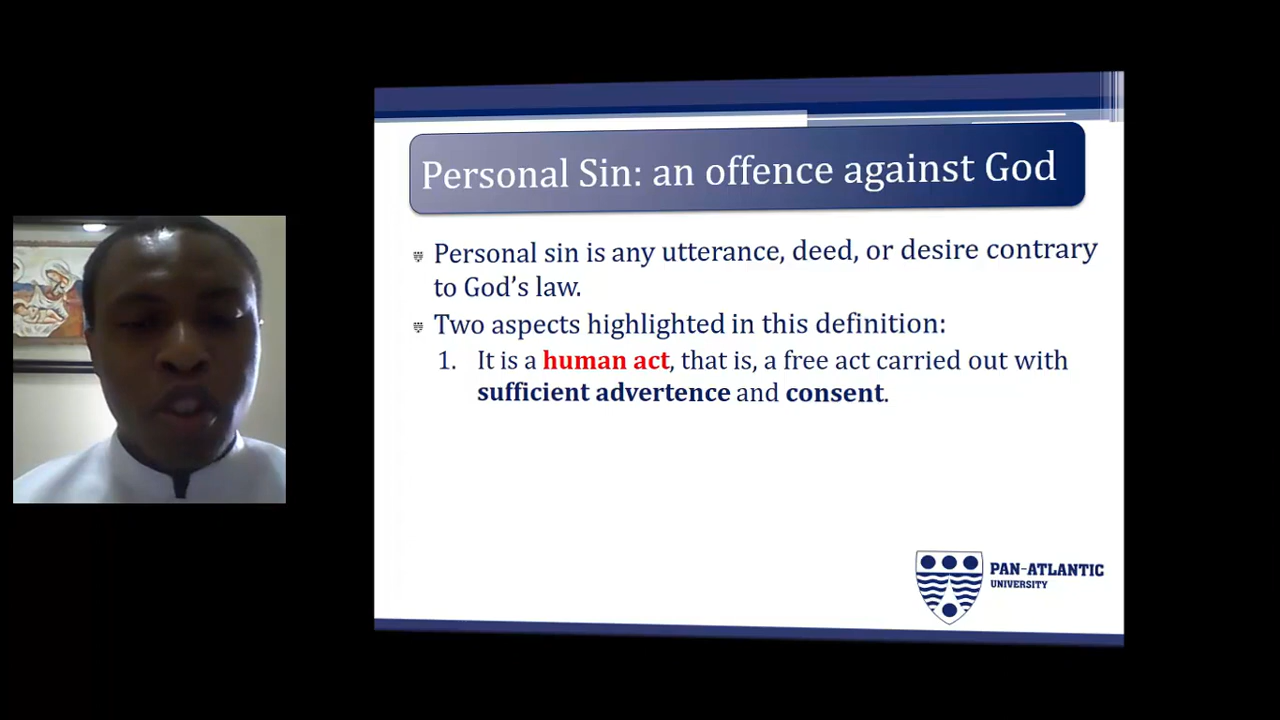 Personal Sin: an offence against God
Personal sin is any utterance, deed, or desire contrary
to God's law.
Two aspects highlighted in this definition:
1. It is a human act, that is, a free act carried out with
sufficient advertence and consent.
PAN-ATLANTIC
UNIVERSITY